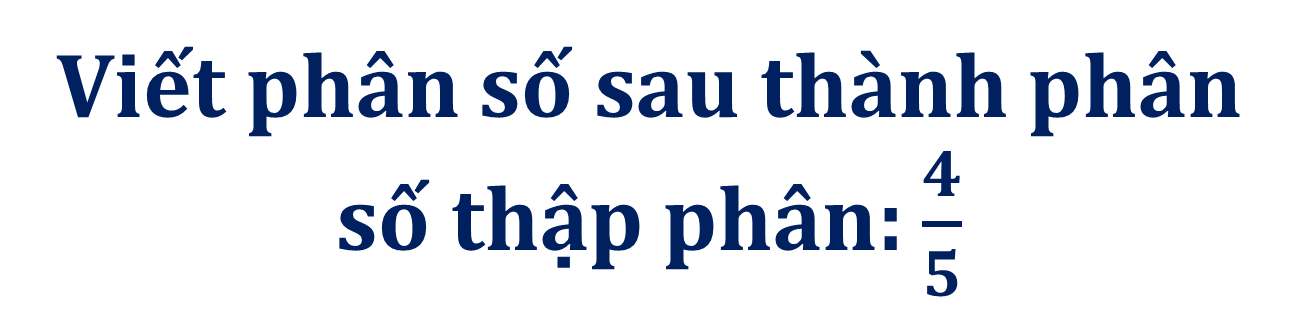 Viết phân số sau thành phân
số thập phân: 4/5